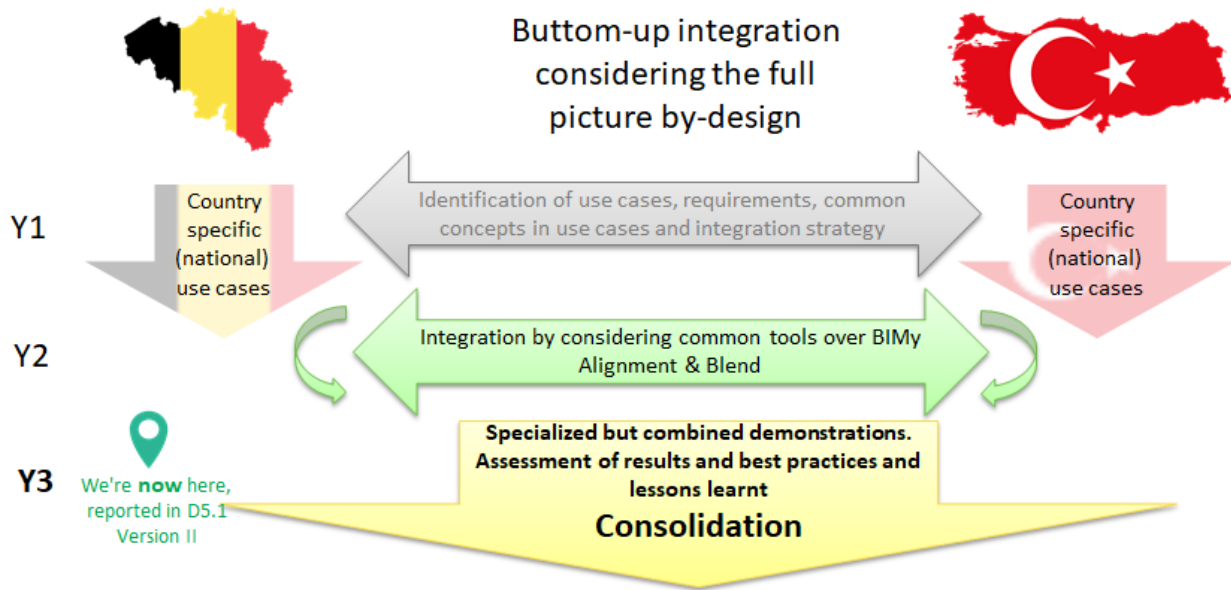 Buttom-up integration
considering the full
picture by-design
Y1
Country
specific
(national)
use cases
Identification of use cases, requirements, common
concepts in use cases and integration strategy
Country
specific
(national)
use cases
Y2
Integration by considering common tools over BIMy
Alignment & Blend
Y3
We're now here,
reported in D5.1
Version II
Specialized but combined demonstrations.
Assessment of results and best practices and
lessons learnt
Consolidation